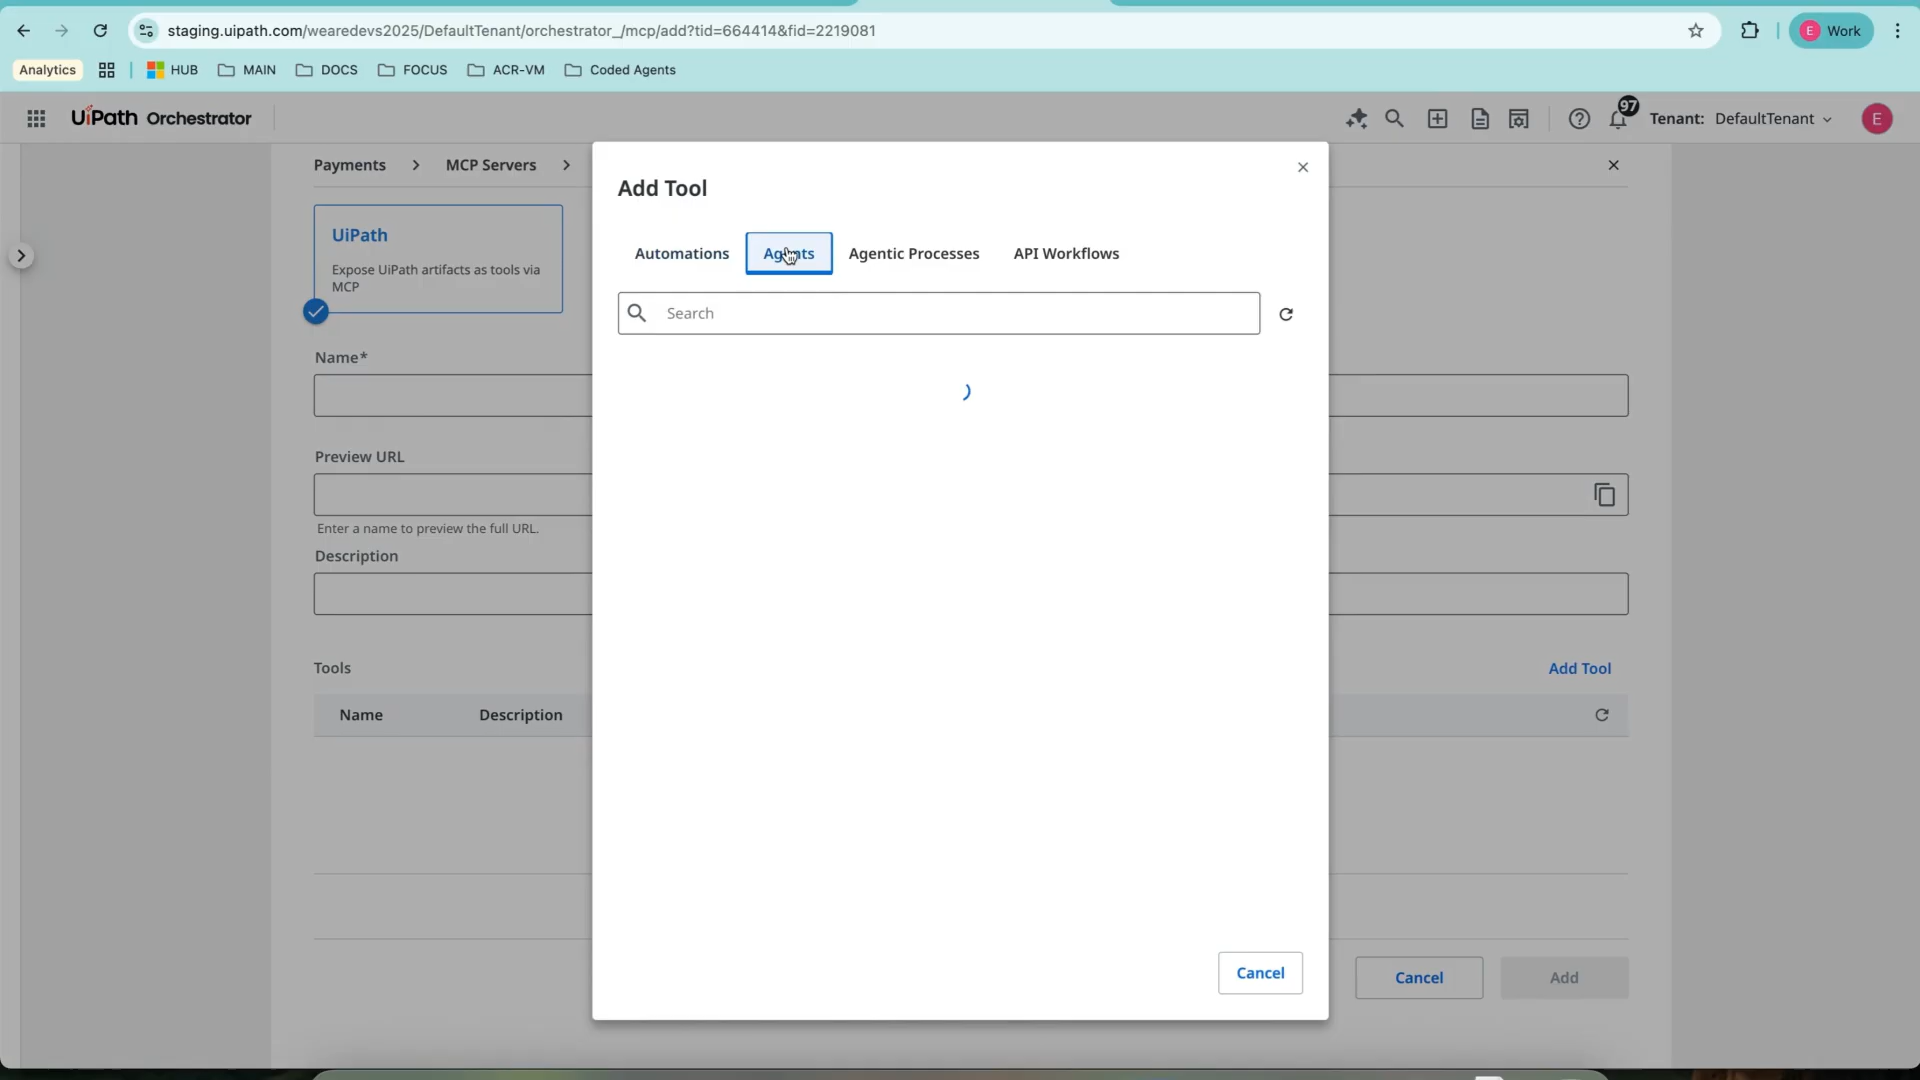 staging.uipath.com/wearedevs2025/DefaultTenant/orchestrator_/mcp/add?tid=664414&fid=2219081
E Work
Analytics
HUB
MAIN
DOCS
FOCUS
ACR-VM
Coded Agents
UiPath Orchestrator
97
Tenant: DefaultTenant
E
Payments
MCP Servers
UiPath
Expose UiPath artifacts as tools via
MCP
Name*
Preview URL
Enter a name to preview the full URL.
Description
Tools
Add Tool
Name
Description
Cancel
Add
Add Tool
Automations
Agents
Agentic Processes
API Workflows
Search
Cancel